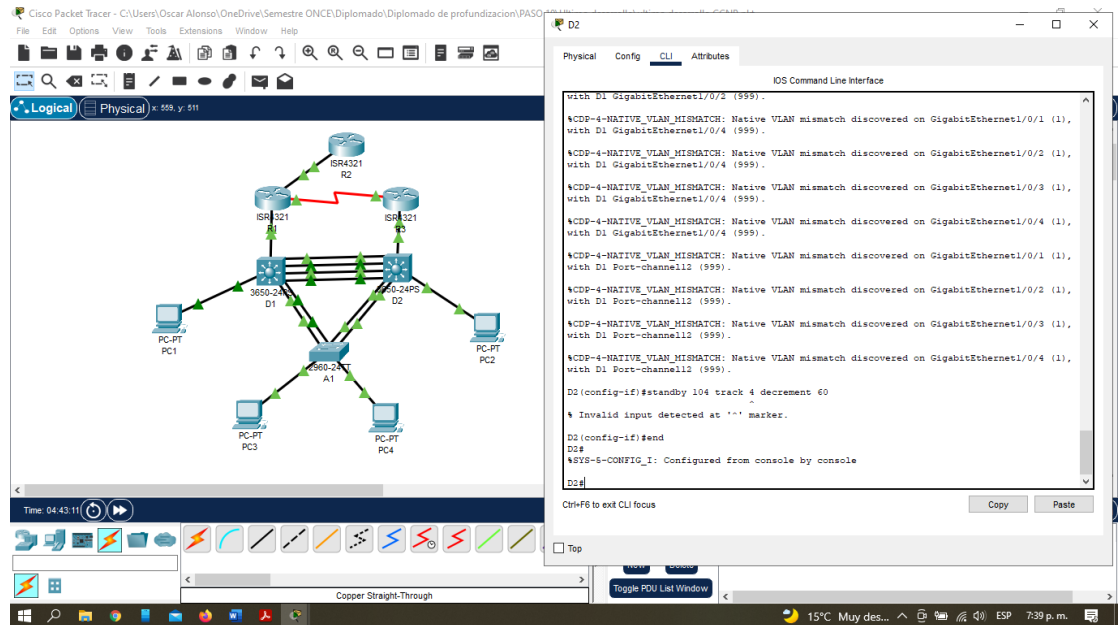 Cisco Packet Tracer - C:\Users\Oscar Alonso\OneDrive\Semestre ONCE\Diplomado\Diplomado de profundizacion\PASO
File Edit Options View Tools Extensions Window Help
Logical Physical x: 559, y: 511
ISR4321
R2
ISR4321
R1
ISR4321
R3
3650-24PS
D1
3650-24PS
D2
PC-PT
PC1
PC-PT
PC2
2960-24TT
A1
PC-PT
PC3
PC-PT
PC4
Time: 04:43:11
Copper Straight-Through
D2
Physical Config CLI Attributes
IOS Command Line Interface
with D1 GigabitEthernet1/0/2 (999).
%CDP-4-NATIVE_VLAN_MISMATCH: Native VLAN mismatch discovered on GigabitEthernet1/0/1 (1),
with D1 GigabitEthernet1/0/4 (999).
%CDP-4-NATIVE_VLAN_MISMATCH: Native VLAN mismatch discovered on GigabitEthernet1/0/2 (1),
with D1 GigabitEthernet1/0/4 (999).
%CDP-4-NATIVE_VLAN_MISMATCH: Native VLAN mismatch discovered on GigabitEthernet1/0/3 (1),
with D1 GigabitEthernet1/0/4 (999).
%CDP-4-NATIVE_VLAN_MISMATCH: Native VLAN mismatch discovered on GigabitEthernet1/0/4 (1),
with D1 GigabitEthernet1/0/4 (999).
%CDP-4-NATIVE_VLAN_MISMATCH: Native VLAN mismatch discovered on GigabitEthernet1/0/1 (1),
with D1 Port-channel12 (999).
%CDP-4-NATIVE_VLAN_MISMATCH: Native VLAN mismatch discovered on GigabitEthernet1/0/2 (1),
with D1 Port-channel12 (999).
%CDP-4-NATIVE_VLAN_MISMATCH: Native VLAN mismatch discovered on GigabitEthernet1/0/3 (1),
with D1 Port-channel12 (999).
%CDP-4-NATIVE_VLAN_MISMATCH: Native VLAN mismatch discovered on GigabitEthernet1/0/4 (1),
with D1 Port-channel12 (999).
D2(config-if)#standby 104 track 4 decrement 60
^
% Invalid input detected at '^' marker.
D2(config-if)#end
D2#
%SYS-5-CONFIG_I: Configured from console by console
D2#
Ctrl+F6 to exit CLI focus
Copy Paste
Top
Toggle PDU List Window
15°C Muy des... ESP 7:39 p. m.